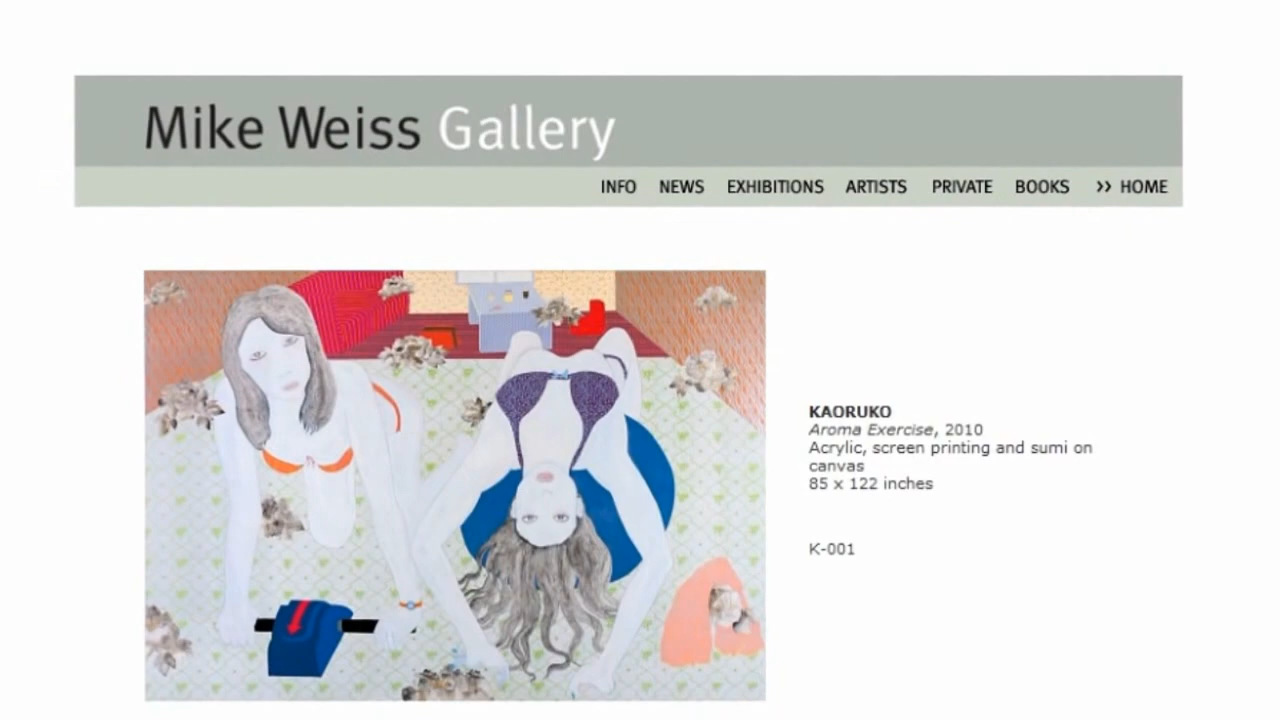 Mike Weiss Gallery
INFO NEWS EXHIBITIONS ARTISTS PRIVATE BOOKS >> HOME
KAORUKO
Aroma Exercise, 2010
Acrylic, screen printing and sumi on
canvas
85 x 122 inches
K-001